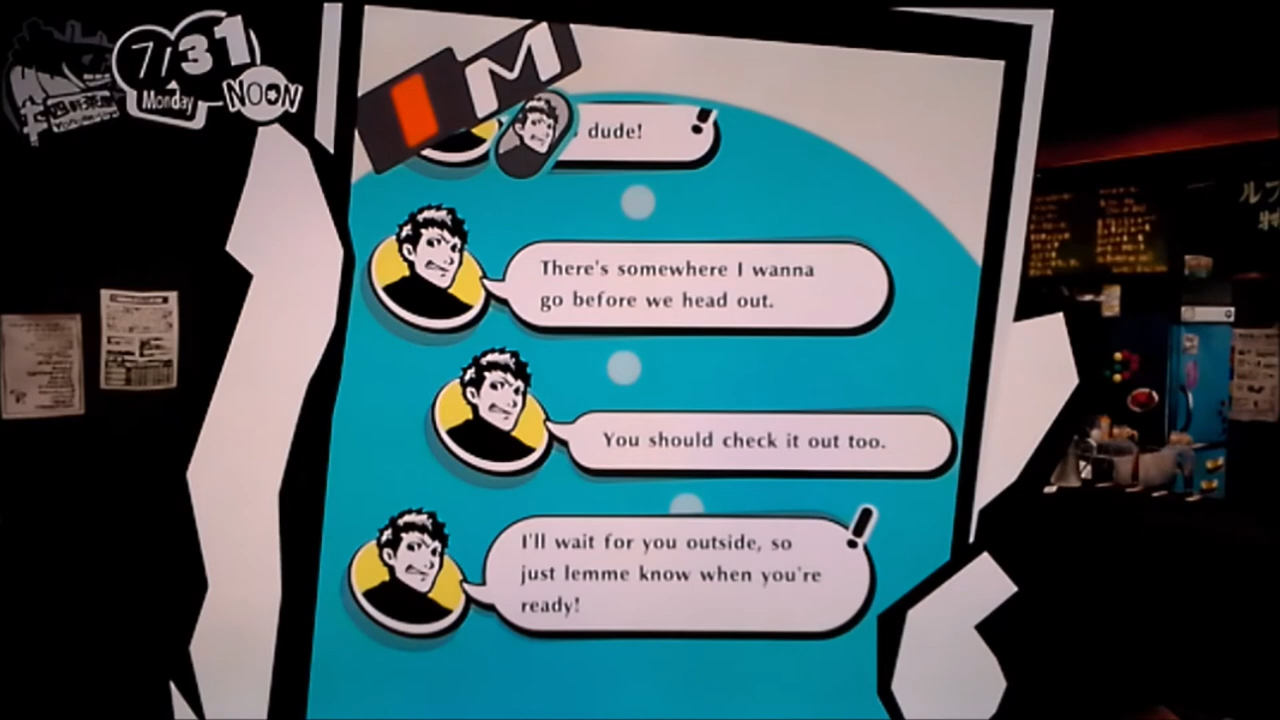 7/31
Monday
NOON
IM
dude!
There's somewhere I wanna
go before we head out.
You should check it out too.
I'll wait for you outside, so
just lemme know when you're
ready!